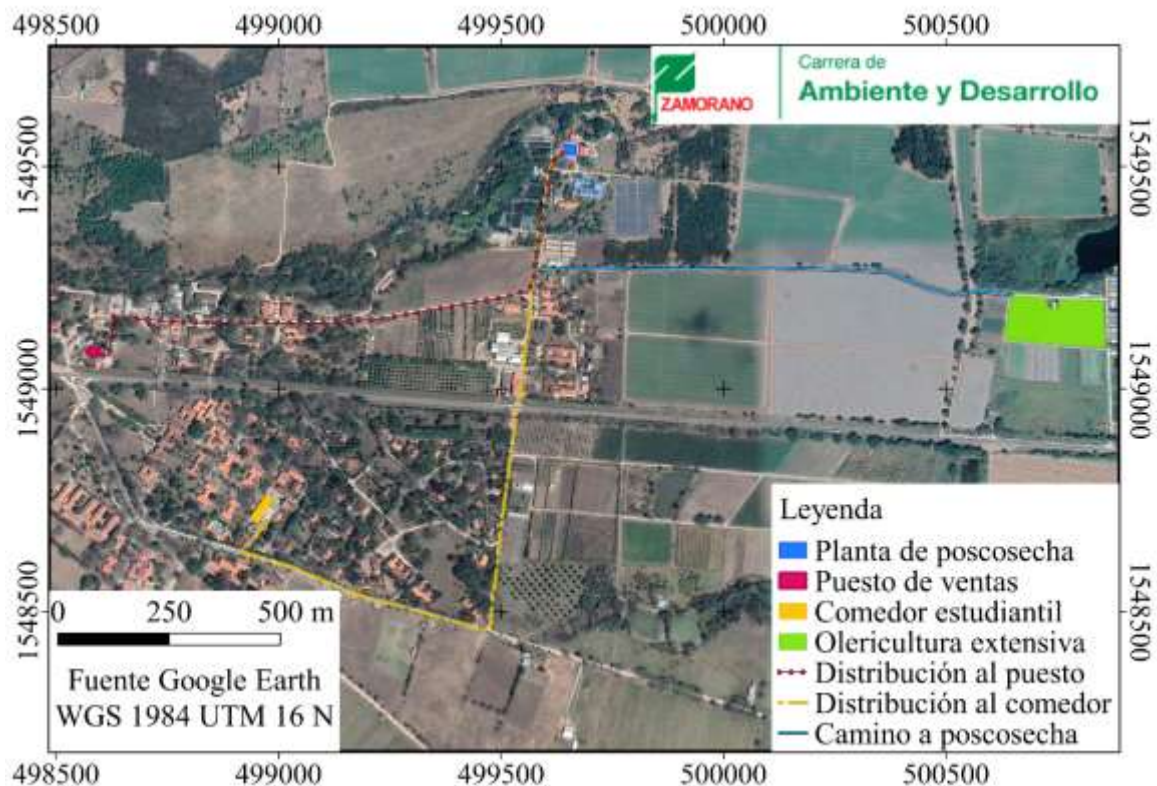 498500 499000 499500 500000 500500
ZAMORANO
Carrera de
Ambiente y Desarrollo
1549500
1549000
1548500
1549500
1549000
1548500
Leyenda
Planta de poscosecha
Puesto de ventas
Comedor estudiantil
Olericultura extensiva
Distribución al puesto
Distribución al comedor
Camino a poscosecha
0 250 500 m
Fuente Google Earth
WGS 1984 UTM 16 N
498500 499000 499500 500000 500500